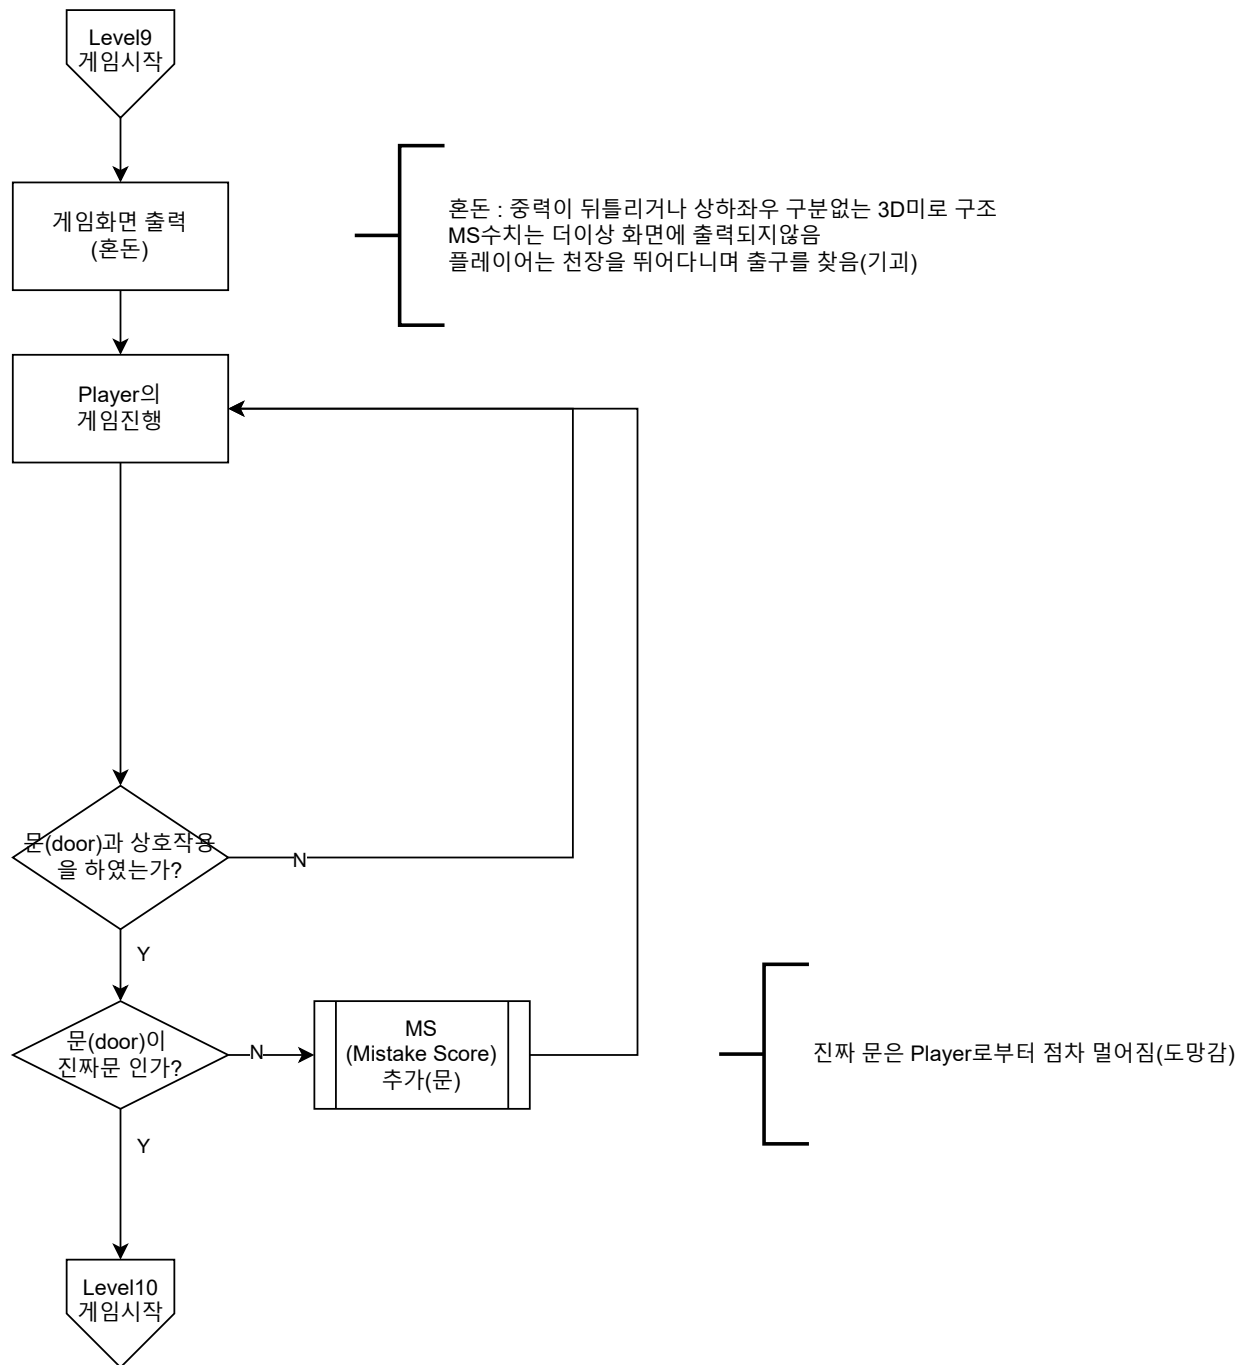 Level9
게임시작
게임화면 출력
(혼돈)
혼돈 : 중력이 뒤틀리거나 상하좌우 구분없는 3D미로 구조
MS수치는 더이상 화면에 출력되지않음
플레이어는 천장을 뛰어다니며 출구를 찾음(기괴)
Player의
게임진행
문(door)과 상호작용
을 하였는가?
N
Y
문(door)이
진짜문 인가?
N
MS
(Mistake Score)
추가(문)
진짜 문은 Player로부터 점차 멀어짐(도망감)
Y
Level10
게임시작